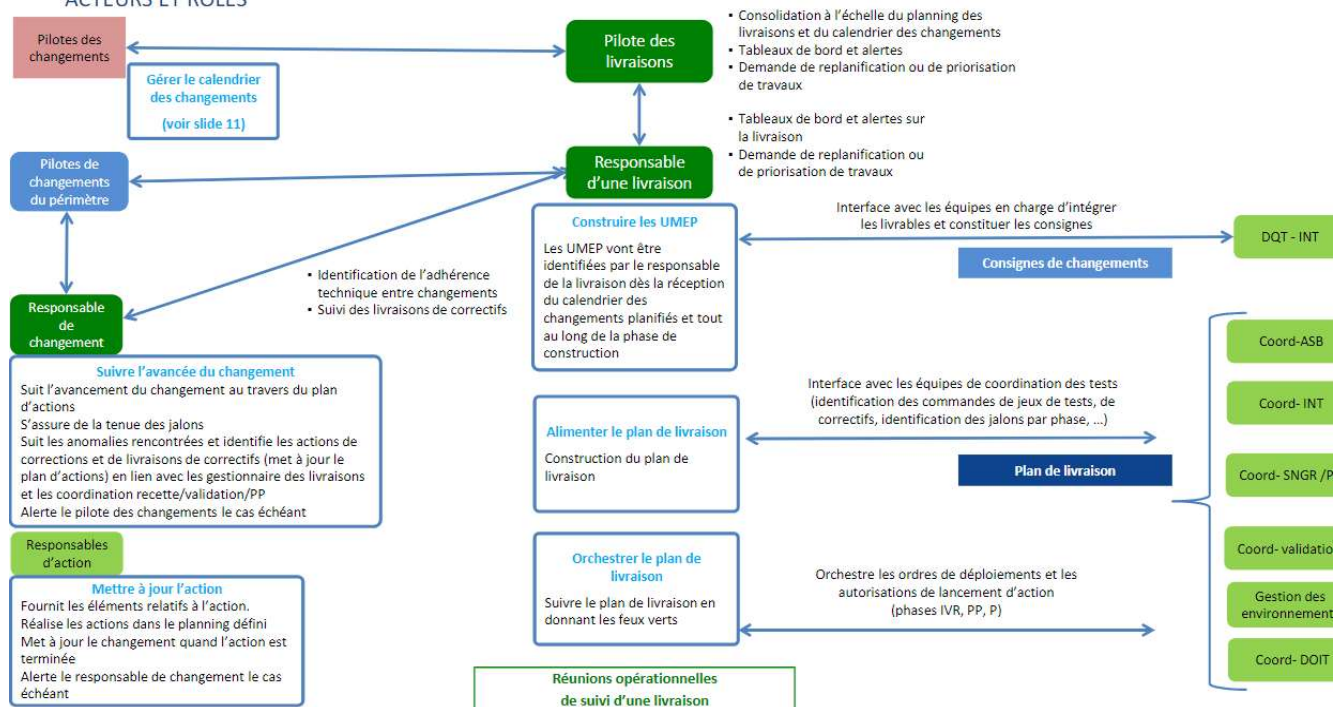 ACTEURS ET ROLES
Pilotes des
changements
Gérer le calendrier
des changements
(voir slide 11)
Pilote des
livraisons
▪ Consolidation à l’échelle du planning des
livraisons et du calendrier des changements
▪ Tableaux de bord et alertes
▪ Demande de replanification ou de priorisation
de travaux
▪ Tableaux de bord et alertes sur
la livraison
▪ Demande de replanification ou
de priorisation de travaux
Pilotes de
changements
du périmètre
Responsable
d’une livraison
Construire les UMEP
Les UMEP vont être
identifiées par le responsable
de la livraison dès la réception
du calendrier des
changements planifiés et tout
au long de la phase de
construction
Interface avec les équipes en charge d’intégrer
les livrables et constituer les consignes
Consignes de changements
DQT - INT
▪ Identification de l’adhérence
technique entre changements
▪ Suivi des livraisons de correctifs
Responsable
de
changement
Suivre l’avancée du changement
Suit l’avancement du changement au travers du plan
d’actions
S’assure de la tenue des jalons
Suit les anomalies rencontrées et identifie les actions de
corrections et de livraisons de correctifs (met à jour le
plan d’actions) en lien avec les gestionnaire des livraisons
et les coordination recette/validation/PP
Alerte le pilote des changements le cas échéant
Alimenter le plan de livraison
Construction du plan de
livraison
Interface avec les équipes de coordination des tests
(identification des commandes de jeux de tests, de
correctifs, identification des jalons par phase, ...)
Plan de livraison
Coord-ASB
Coord- INT
Coord- SNGR /P
Coord- validation
Gestion des
environnement
Coord- DOIT
Responsables
d’action
Mettre à jour l’action
Fournit les éléments relatifs à l’action.
Réalise les actions dans le planning défini
Met à jour le changement quand l’action est
terminée
Alerte le responsable de changement le cas
échéant
Orchestrer le plan de
livraison
Suivre le plan de livraison en
donnant les feux verts
Orchestre les ordres de déploiements et les
autorisations de lancement d’action
(phases IVR, PP, P)
Réunions opérationnelles
de suivi d’une livraison